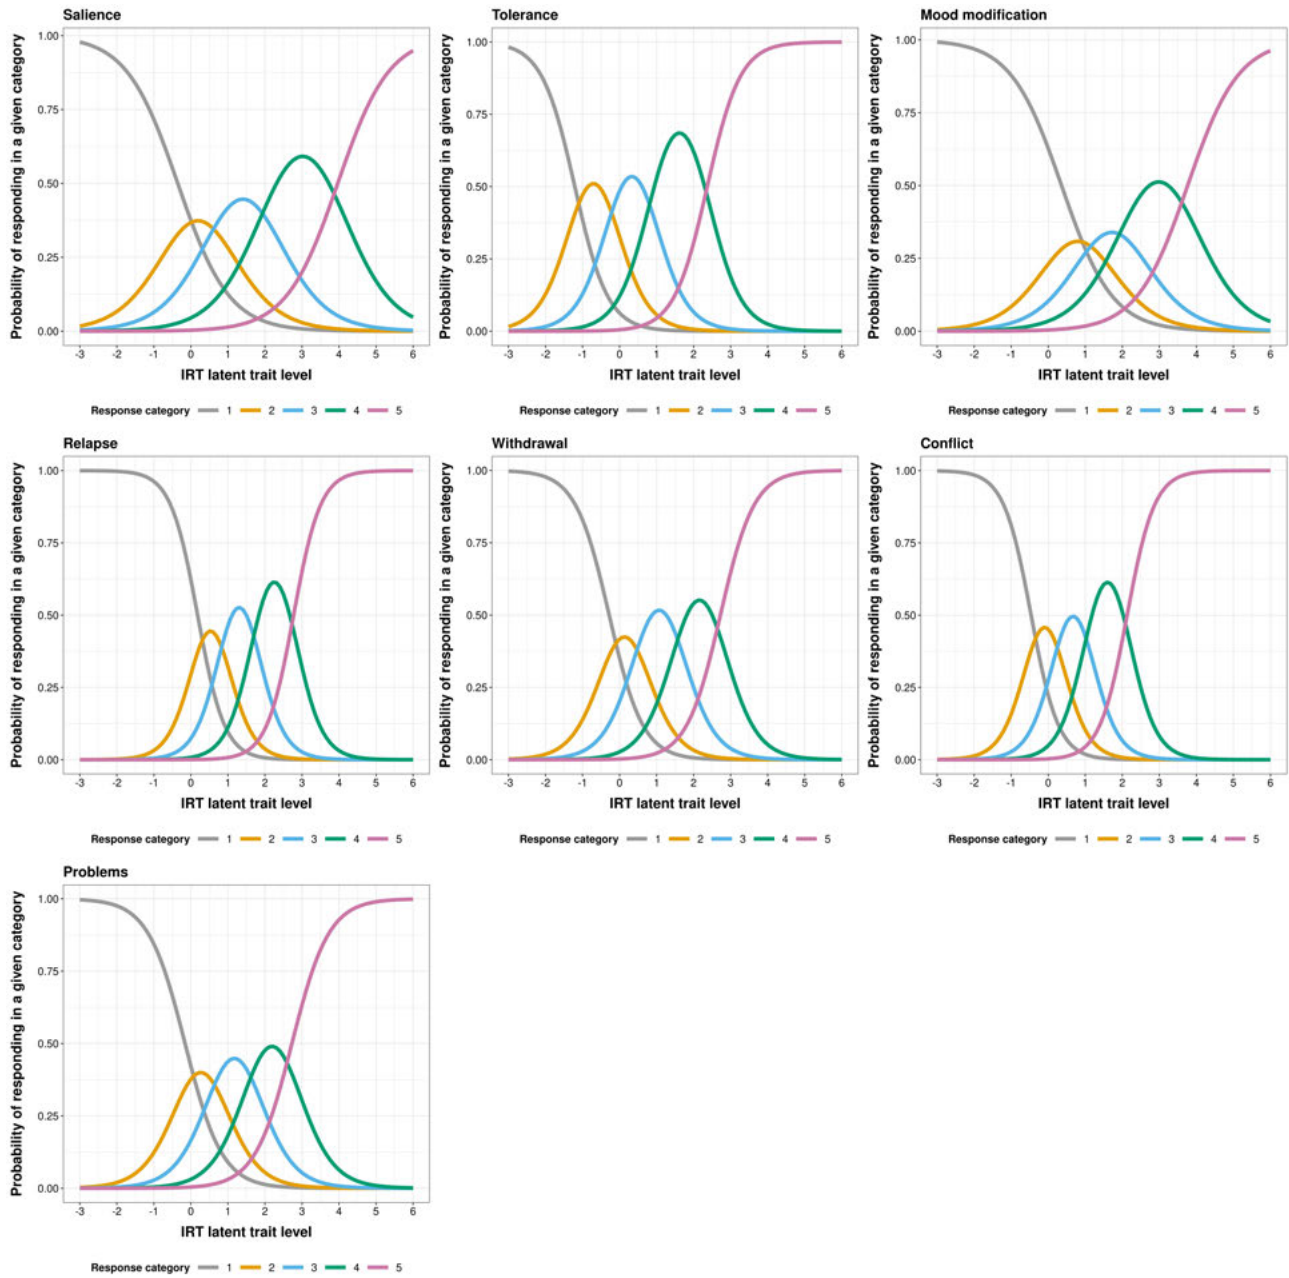 Salience
Probability of responding in a given category
1.00
0.75
0.50
0.25
0.00
-3 -2 -1 0 1 2 3 4 5 6
IRT latent trait level
Response category 1 2 3 4 5
Tolerance
Probability of responding in a given category
1.00
0.75
0.50
0.25
0.00
-3 -2 -1 0 1 2 3 4 5 6
IRT latent trait level
Response category 1 2 3 4 5
Mood modification
Probability of responding in a given category
1.00
0.75
0.50
0.25
0.00
-3 -2 -1 0 1 2 3 4 5 6
IRT latent trait level
Response category 1 2 3 4 5
Relapse
Probability of responding in a given category
1.00
0.75
0.50
0.25
0.00
-3 -2 -1 0 1 2 3 4 5 6
IRT latent trait level
Response category 1 2 3 4 5
Withdrawal
Probability of responding in a given category
1.00
0.75
0.50
0.25
0.00
-3 -2 -1 0 1 2 3 4 5 6
IRT latent trait level
Response category 1 2 3 4 5
Conflict
Probability of responding in a given category
1.00
0.75
0.50
0.25
0.00
-3 -2 -1 0 1 2 3 4 5 6
IRT latent trait level
Response category 1 2 3 4 5
Problems
Probability of responding in a given category
1.00
0.75
0.50
0.25
0.00
-3 -2 -1 0 1 2 3 4 5 6
IRT latent trait level
Response category 1 2 3 4 5